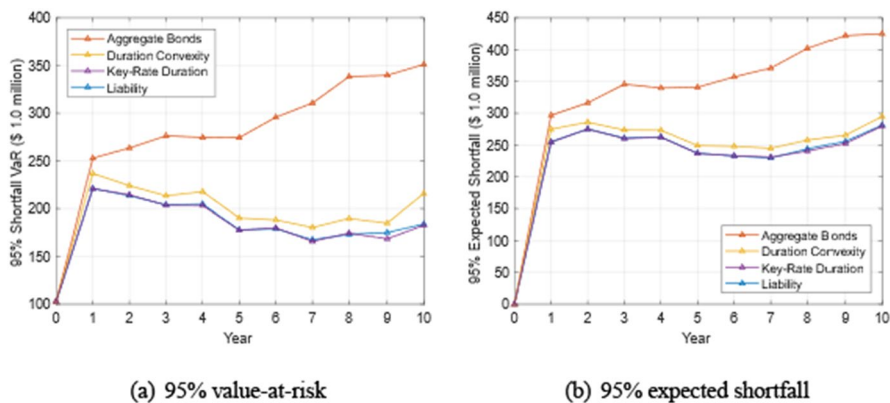 400
350
300
250
200
150
100
95% Shortfall VaR ($ 1.0 million)
Aggregate Bonds
Duration Convexity
Key-Rate Duration
Liability
0 1 2 3 4 5 6 7 8 9 10
Year
(a) 95% value-at-risk
450
400
350
300
250
200
150
100
50
0
95% Expected Shortfall ($ 1.0 million)
Aggregate Bonds
Duration Convexity
Key-Rate Duration
Liability
0 1 2 3 4 5 6 7 8 9 10
Year
(b) 95% expected shortfall